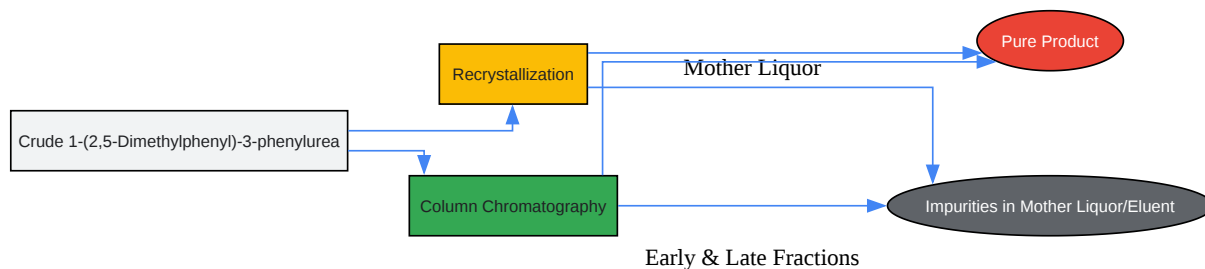 Pure Product
Recrystallization
Mother Liquor
Crude 1-(2,5-Dimethylphenyl)-3-phenylurea
Column Chromatography
Impurities in Mother Liquor/Eluent
Early & Late Fractions